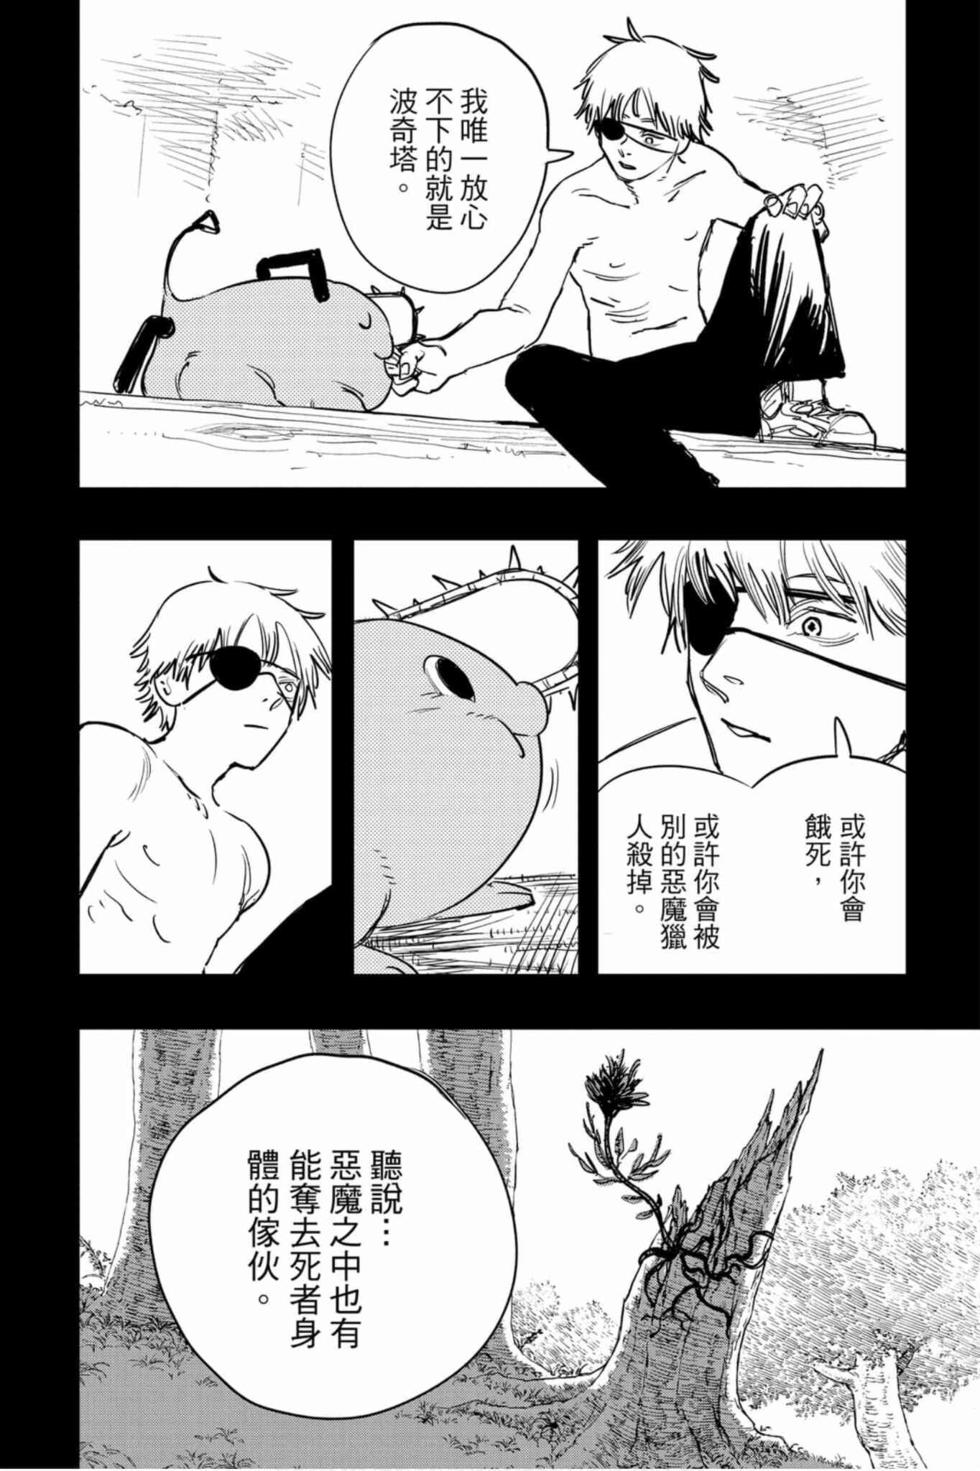 我唯一放心
不下的就是
波奇塔。
或許你會
餓死，
或許你會被
別的惡魔獵
人殺掉。
聽說…
惡魔之中也有
能奪去死者身
體的傢伙。